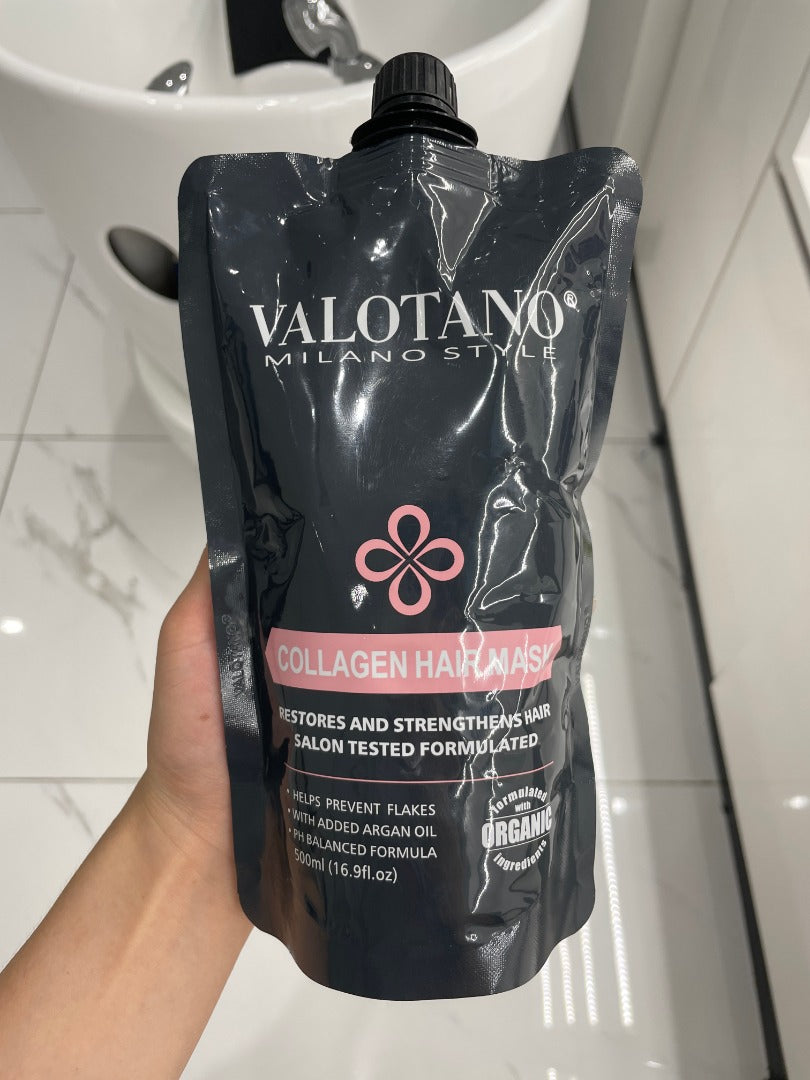 VALOTANO®
MILANO STYLE
COLLAGEN HAIR MASK
RESTORES AND STRENGTHENS HAIR
SALON TESTED FORMULATED
• HELPS PREVENT FLAKES
• WITH ADDED ARGAN OIL
• PH BALANCED FORMULA
500ml (16.9fl.oz)
formulated
with
ORGANIC
ingredients
VALOTANO®